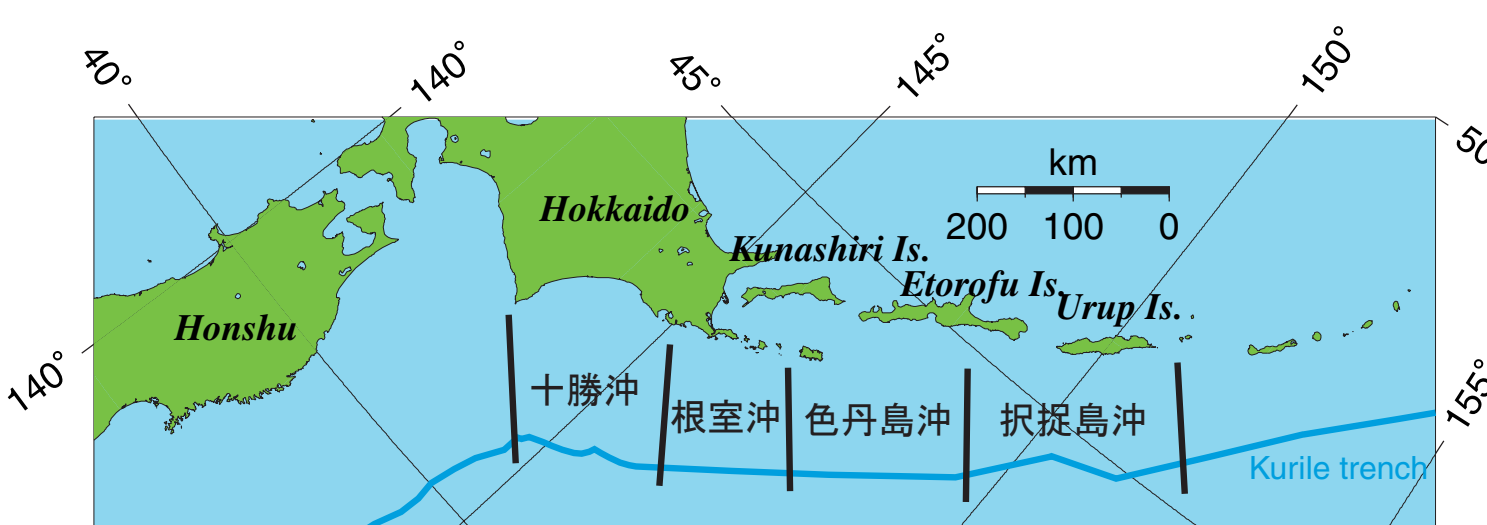 40°
140°
45°
145°
150°
50
km
200 100 0
Hokkaido
Kunashiri Is.
Etorofu Is.
Urup Is.
Honshu
140°
十勝沖
根室沖
色丹島沖
択捉島沖
155°
Kurile trench